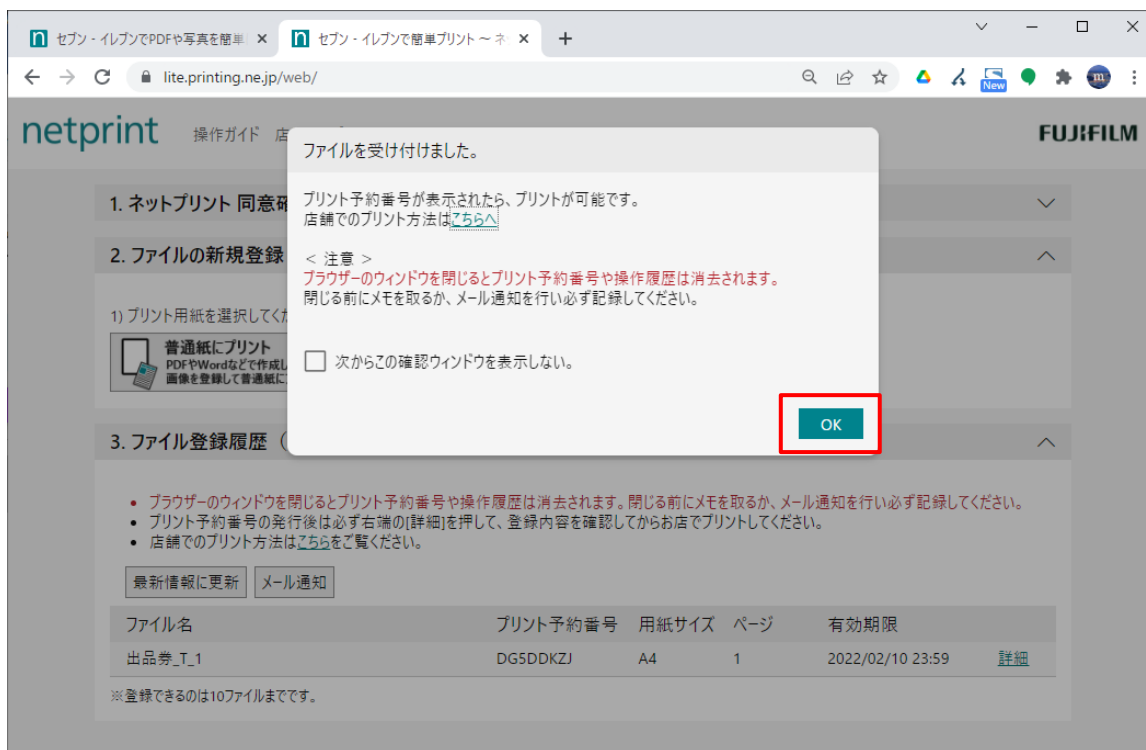 セブン‐イレブンでPDFや写真を簡単
セブン‐イレブンで簡単プリント ～ ネ
lite.printing.ne.jp/web/
New
m
netprint
操作ガイド
FUJIFILM
ファイルを受け付けました。
プリント予約番号が表示されたら、プリントが可能です。
店舗でのプリント方法はこちらへ
＜ 注意 ＞
ブラウザーのウィンドウを閉じるとプリント予約番号や操作履歴は消去されます。
閉じる前にメモを取るか、メール通知を行い必ず記録してください。
次からこの確認ウィンドウを表示しない。
OK
1. ネットプリント 同意確
2. ファイルの新規登録
1) プリント用紙を選択してくだ
普通紙にプリント
PDFやWordなどで作成し
画像を登録して普通紙に
3. ファイル登録履歴（
ブラウザーのウィンドウを閉じるとプリント予約番号や操作履歴は消去されます。閉じる前にメモを取るか、メール通知を行い必ず記録してください。
プリント予約番号の発行後は必ず右端の[詳細]を押して、登録内容を確認してからお店でプリントしてください。
店舗でのプリント方法はこちらをご覧ください。
最新情報に更新 メール通知
ファイル名 プリント予約番号 用紙サイズ ページ 有効期限
出品券_T_1 DG5DDKZJ A4 1 2022/02/10 23:59 詳細
※登録できるのは10ファイルまでです。